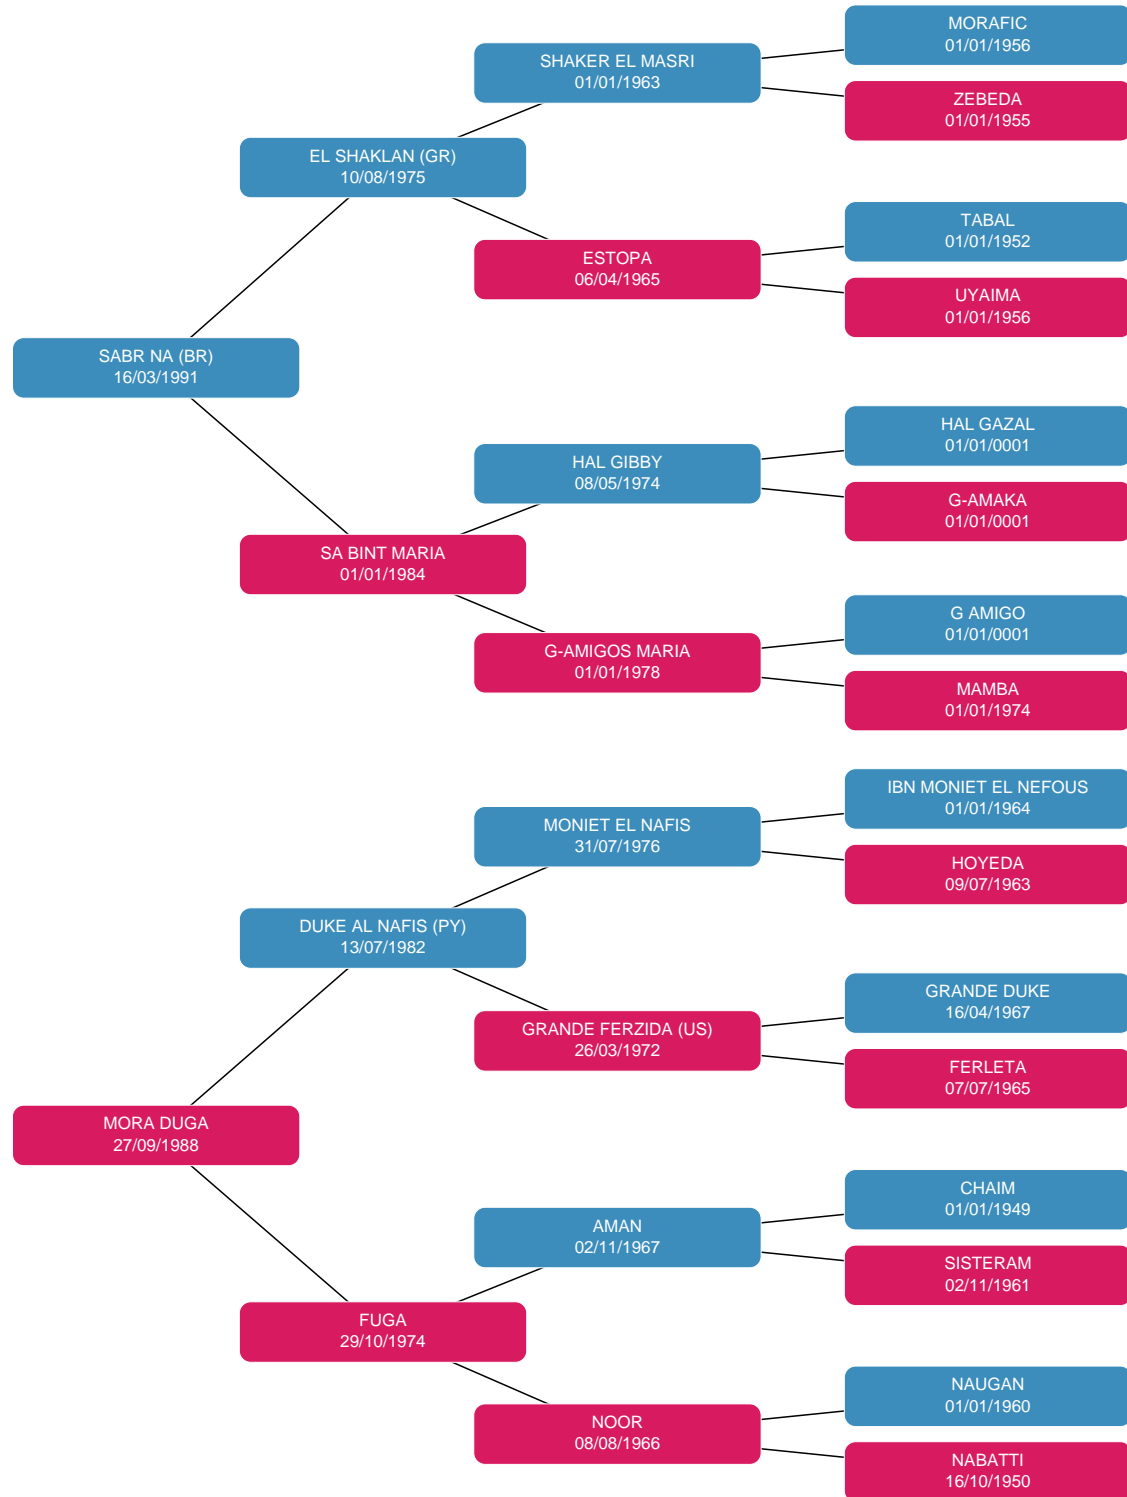 MORAFIC
01/01/1956
SHAKER EL MASRI
01/01/1963
ZEBEDA
01/01/1955
EL SHAKLAN (GR)
10/08/1975
TABAL
01/01/1952
ESTOPA
06/04/1965
UYAIMA
01/01/1956
SABR NA (BR)
16/03/1991
HAL GAZAL
01/01/0001
HAL GIBBY
08/05/1974
G-AMAKA
01/01/0001
SA BINT MARIA
01/01/1984
G AMIGO
01/01/0001
G-AMIGOS MARIA
01/01/1978
MAMBA
01/01/1974
IBN MONIET EL NEFOUS
01/01/1964
MONIET EL NAFIS
31/07/1976
HOYEDA
09/07/1963
DUKE AL NAFIS (PY)
13/07/1982
GRANDE DUKE
16/04/1967
GRANDE FERZIDA (US)
26/03/1972
FERLETA
07/07/1965
MORA DUGA
27/09/1988
CHAIM
01/01/1949
AMAN
02/11/1967
SISTERAM
02/11/1961
FUGA
29/10/1974
NAUGAN
01/01/1960
NOOR
08/08/1966
NABATTI
16/10/1950